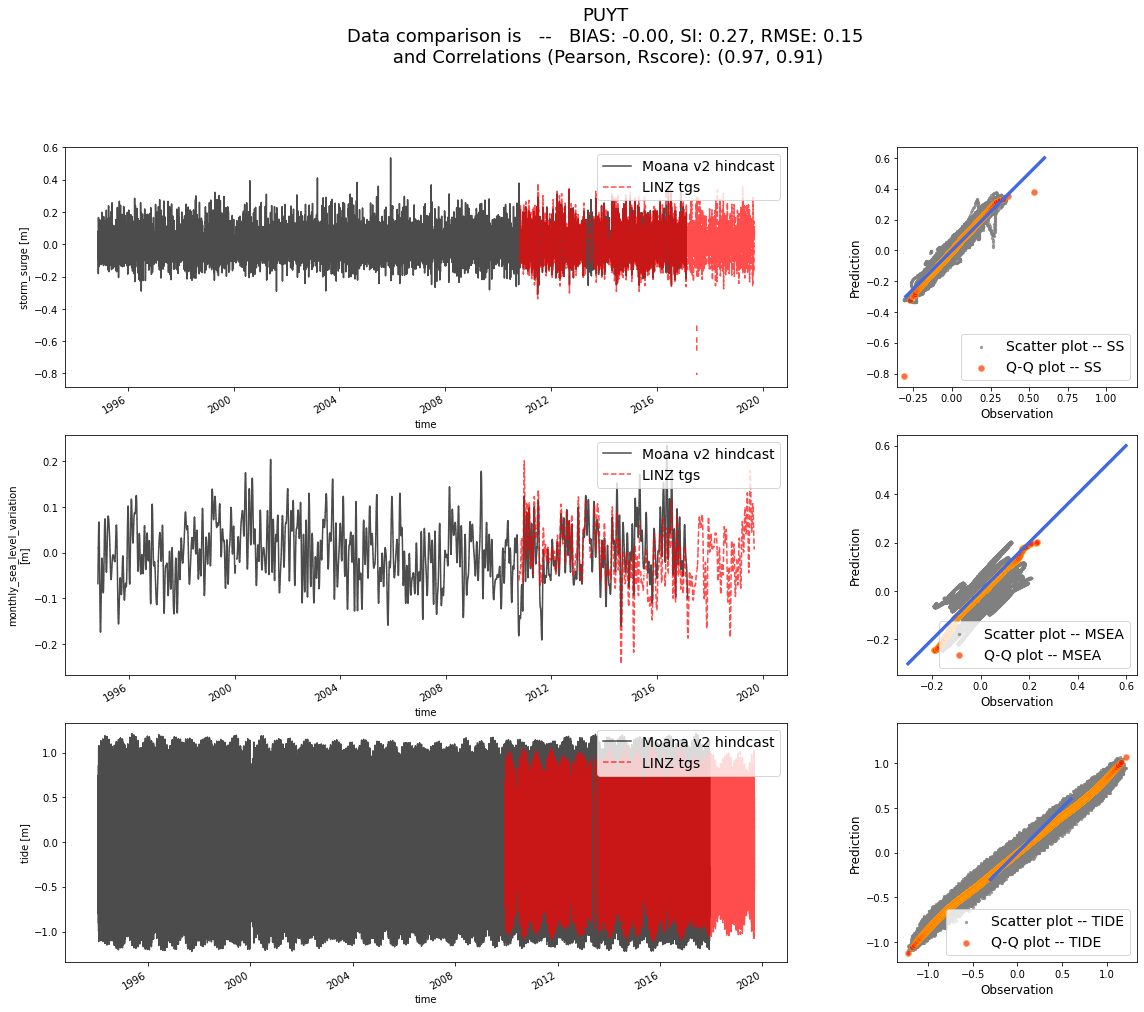 PUYT
Data comparison is -- BIAS: -0.00, SI: 0.27, RMSE: 0.15
and Correlations (Pearson, Rscore): (0.97, 0.91)
0.6
0.4
0.2
0.0
−0.2
−0.4
−0.6
−0.8
storm_surge [m]
Moana v2 hindcast
LINZ tgs
1996
2000
2004
2008
2012
2016
2020
time
0.6
0.4
0.2
0.0
−0.2
−0.4
−0.6
−0.8
Prediction
Scatter plot -- SS
Q-Q plot -- SS
−0.25 0.00 0.25 0.50 0.75 1.00
Observation
0.2
0.1
0.0
−0.1
−0.2
monthly_sea_level_variation
[m]
Moana v2 hindcast
LINZ tgs
1996
2000
2004
2008
2012
2016
2020
time
0.6
0.4
0.2
0.0
−0.2
Prediction
Scatter plot -- MSEA
Q-Q plot -- MSEA
−0.2 0.0 0.2 0.4 0.6
Observation
1.0
0.5
0.0
−0.5
−1.0
tide [m]
Moana v2 hindcast
LINZ tgs
1996
2000
2004
2008
2012
2016
2020
time
1.0
0.5
0.0
−0.5
−1.0
Prediction
Scatter plot -- TIDE
Q-Q plot -- TIDE
−1.0 −0.5 0.0 0.5 1.0
Observation